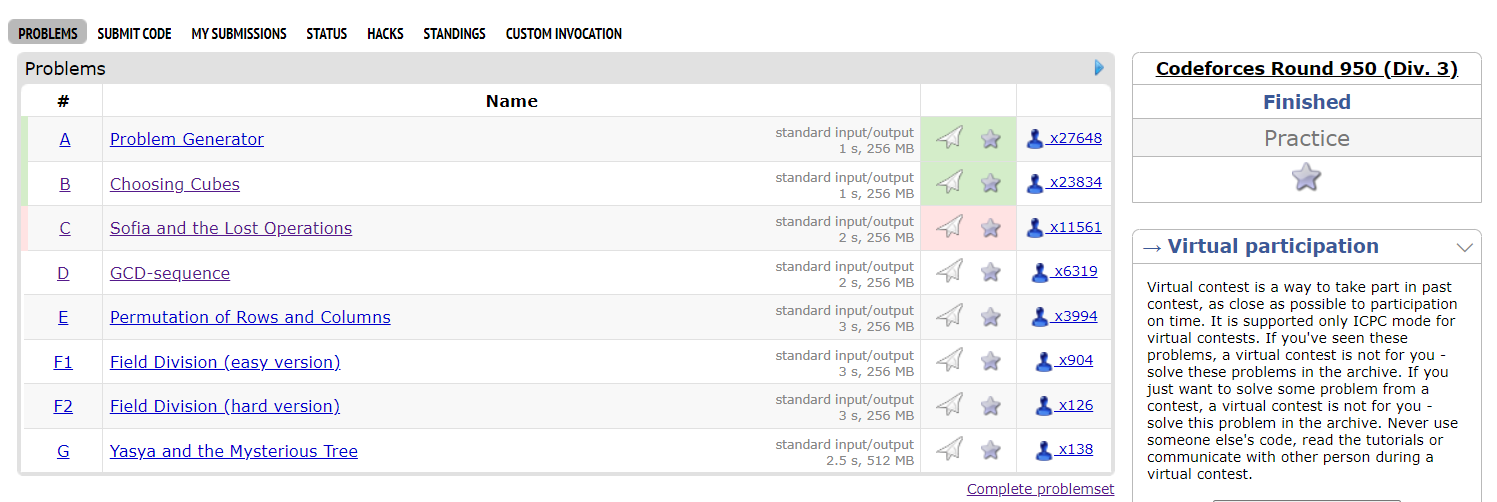 PROBLEMS SUBMIT CODE MY SUBMISSIONS STATUS HACKS STANDINGS CUSTOM INVOCATION
Problems
# Name
A Problem Generator standard input/output 1 s, 256 MB x27648
B Choosing Cubes standard input/output 1 s, 256 MB x23834
C Sofia and the Lost Operations standard input/output 2 s, 256 MB x11561
D GCD-sequence standard input/output 2 s, 256 MB x6319
E Permutation of Rows and Columns standard input/output 3 s, 256 MB x3994
F1 Field Division (easy version) standard input/output 3 s, 256 MB x904
F2 Field Division (hard version) standard input/output 3 s, 256 MB x126
G Yasya and the Mysterious Tree standard input/output 2.5 s, 512 MB x138
Complete problemset
Codeforces Round 950 (Div. 3)
Finished
Practice
→ Virtual participation
Virtual contest is a way to take part in past
contest, as close as possible to participation
on time. It is supported only ICPC mode for
virtual contests. If you've seen these
problems, a virtual contest is not for you -
solve these problems in the archive. If you
just want to solve some problem from a
contest, a virtual contest is not for you -
solve this problem in the archive. Never use
someone else's code, read the tutorials or
communicate with other person during a
virtual contest.